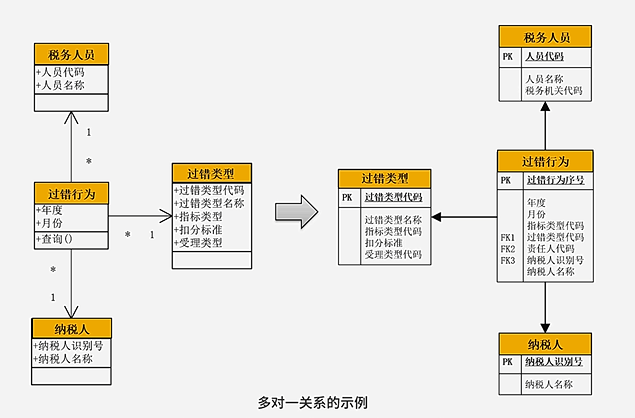 税务人员
+人员代码
+人员名称
1
*
过错行为
+年度
+月份
+查询()
* 1
过错类型
+过错类型代码
+过错类型名称
+指标类型
+扣分标准
+受理类型
*
1
纳税人
+纳税人识别号
+纳税人名称
过错类型
PK 过错类型代码
过错类型名称
指标类型代码
扣分标准
受理类型代码
税务人员
PK 人员代码
人员名称
税务机关代码
过错行为
PK 过错行为序号
年度
月份
指标类型代码
FK1 过错类型代码
FK2 责任人代码
FK3 纳税人识别号
纳税人名称
纳税人
PK 纳税人识别号
纳税人名称
多对一关系的示例